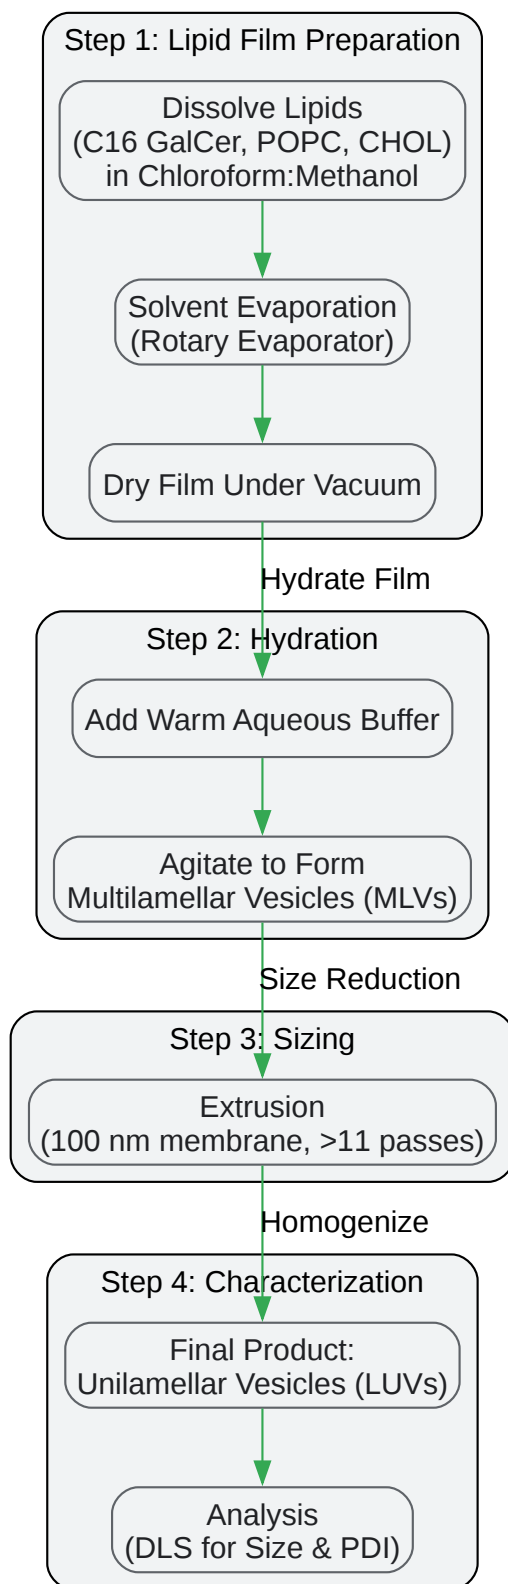 Step 1: Lipid Film Preparation
Dissolve Lipids
(C16 GalCer, POPC, CHOL)
in Chloroform:Methanol
Solvent Evaporation
(Rotary Evaporator)
Dry Film Under Vacuum
Hydrate Film
Step 2: Hydration
Add Warm Aqueous Buffer
Agitate to Form
Multilamellar Vesicles (MLVs)
Size Reduction
Step 3: Sizing
Extrusion
(100 nm membrane, >11 passes)
Homogenize
Step 4: Characterization
Final Product:
Unilamellar Vesicles (LUVs)
Analysis
(DLS for Size & PDI)